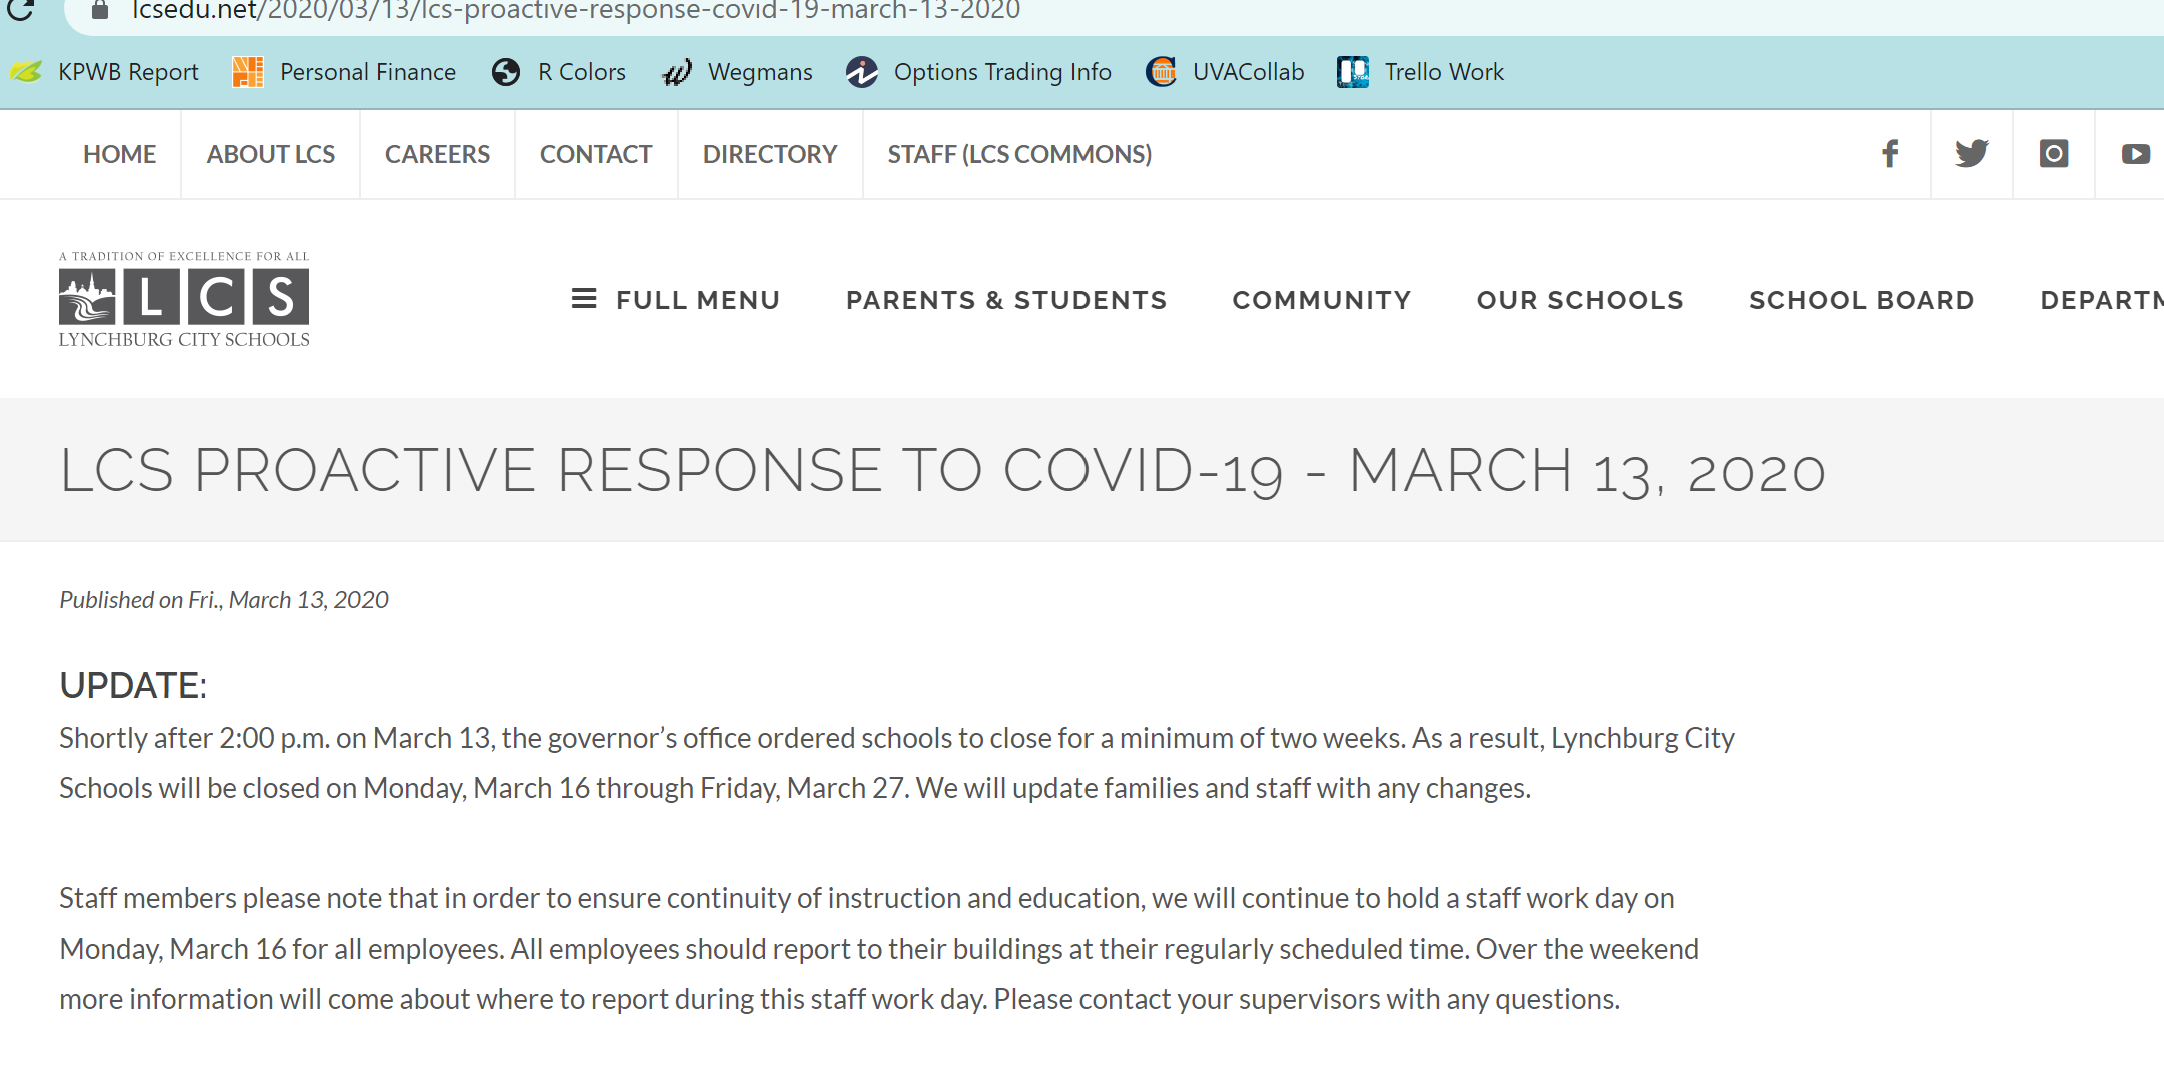 lcsedu.net/2020/03/13/lcs-proactive-response-covid-19-march-13-2020
KPWB Report Personal Finance R Colors Wegmans Options Trading Info UVACollab Trello Work
HOME ABOUT LCS CAREERS CONTACT DIRECTORY STAFF (LCS COMMONS)
A TRADITION OF EXCELLENCE FOR ALL
LCS
LYNCHBURG CITY SCHOOLS
FULL MENU PARENTS & STUDENTS COMMUNITY OUR SCHOOLS SCHOOL BOARD DEPARTM
LCS PROACTIVE RESPONSE TO COVID-19 - MARCH 13, 2020
Published on Fri., March 13, 2020
UPDATE:
Shortly after 2:00 p.m. on March 13, the governor’s office ordered schools to close for a minimum of two weeks. As a result, Lynchburg City
Schools will be closed on Monday, March 16 through Friday, March 27. We will update families and staff with any changes.
Staff members please note that in order to ensure continuity of instruction and education, we will continue to hold a staff work day on
Monday, March 16 for all employees. All employees should report to their buildings at their regularly scheduled time. Over the weekend
more information will come about where to report during this staff work day. Please contact your supervisors with any questions.